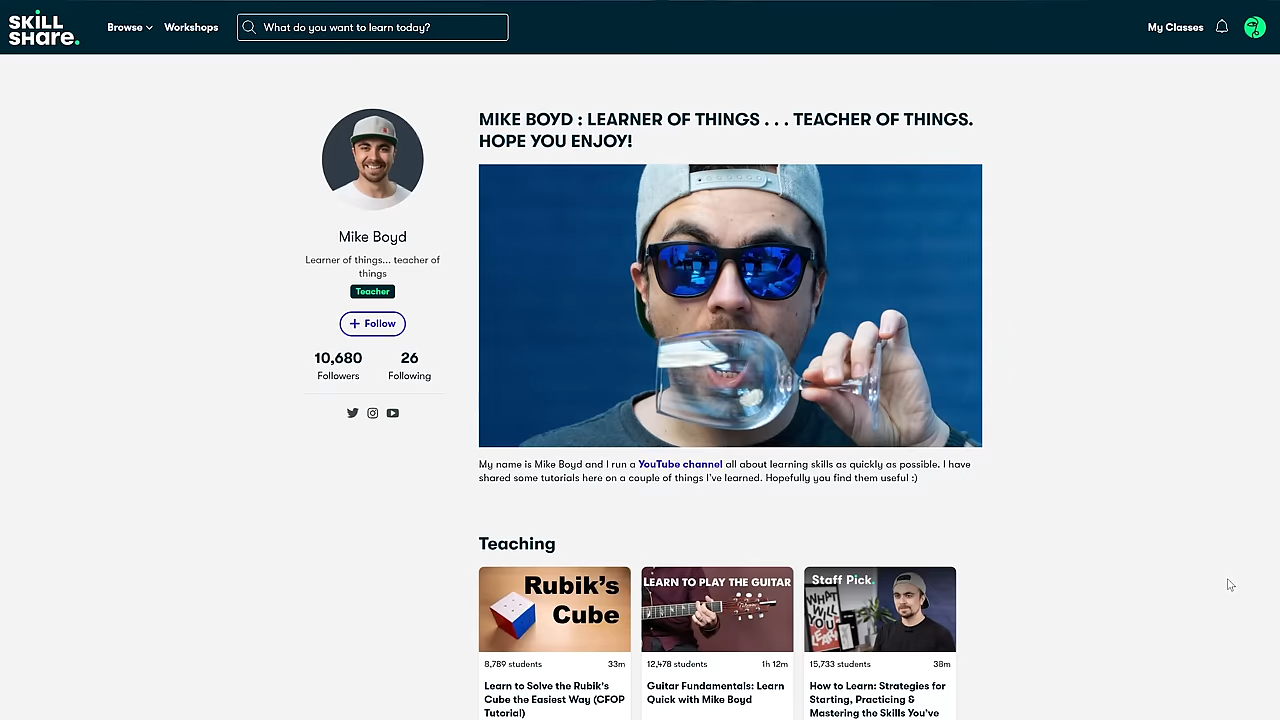 SKILL
SHARE.
Browse
Workshops
What do you want to learn today?
My Classes
MIKE BOYD : LEARNER OF THINGS . . . TEACHER OF THINGS.
HOPE YOU ENJOY!
Mike Boyd
Learner of things... teacher of
things
Teacher
+ Follow
10,680
Followers
26
Following
My name is Mike Boyd and I run a YouTube channel all about learning skills as quickly as possible. I have
shared some tutorials here on a couple of things I've learned. Hopefully you find them useful :)
Teaching
Rubik's
Cube
8,789 students
33m
Learn to Solve the Rubik's
Cube the Easiest Way (CFOP
Tutorial)
LEARN TO PLAY THE GUITAR
12,478 students
1h 12m
Guitar Fundamentals: Learn
Quick with Mike Boyd
Staff Pick.
WHAT
WILL
YOU
LEARN
15,733 students
38m
How to Learn: Strategies for
Starting, Practicing &
Mastering the Skills You've